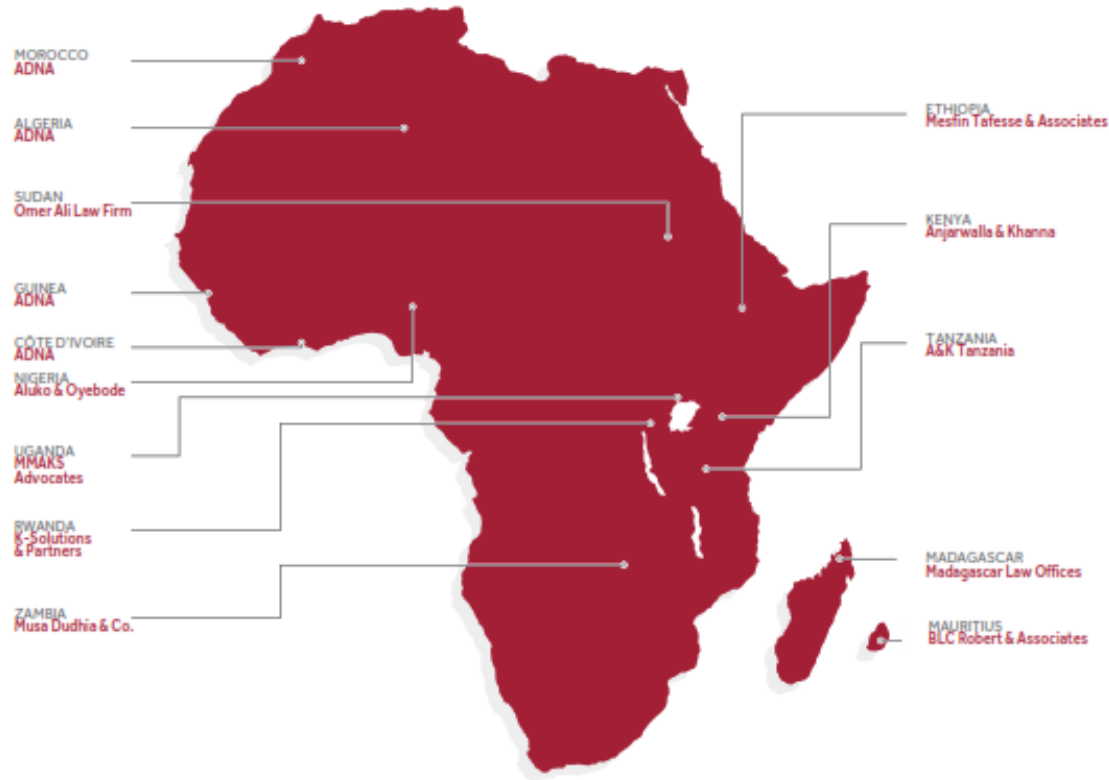 MOROCCO
ADNA
ALGERIA
ADNA
SUDAN
Omer Ali Law Firm
GUINEA
ADNA
CÔTE D'IVOIRE
ADNA
NIGERIA
Aluko & Oyebode
UGANDA
MMAKS
Advocates
RWANDA
K-Solutions
& Partners
ZAMBIA
Musa Dudhia & Co.
ETHIOPIA
Mesfin Tafesse & Associates
KENYA
Anjarwalla & Khanna
TANZANIA
A&K Tanzania
MADAGASCAR
Madagascar Law Offices
MAURITIUS
BLC Robert & Associates